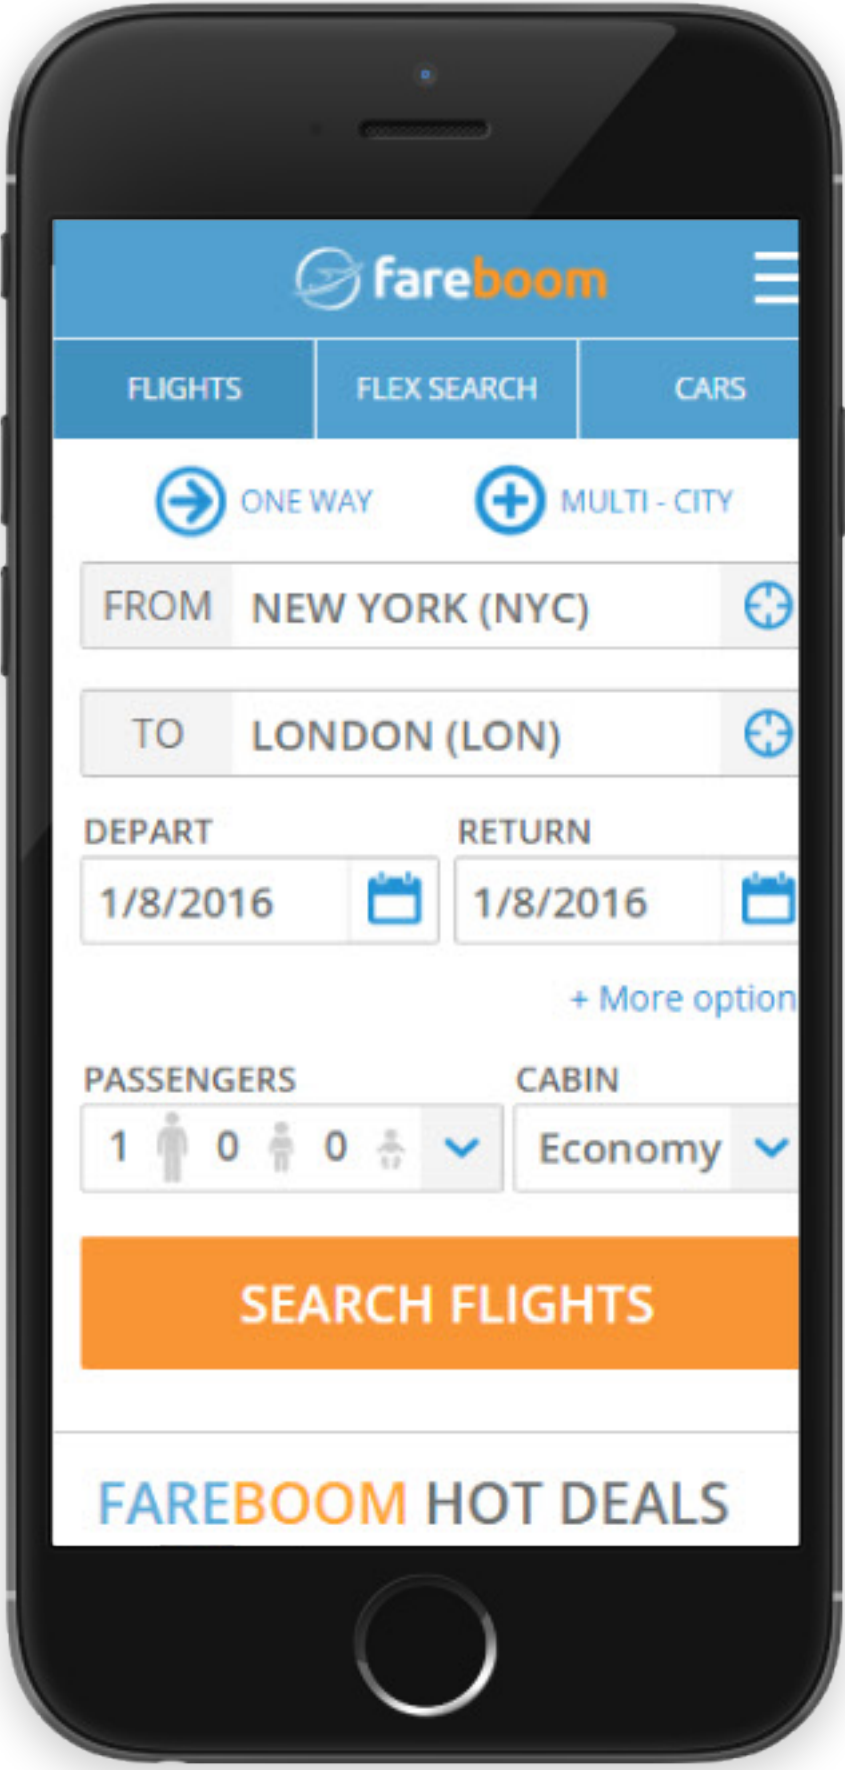 fareboom
FLIGHTS FLEX SEARCH CARS
ONE WAY MULTI - CITY
FROM NEW YORK (NYC)
TO LONDON (LON)
DEPART RETURN
1/8/2016 1/8/2016
+ More option
PASSENGERS CABIN
1 0 0 Economy
SEARCH FLIGHTS
FAREBOOM HOT DEALS